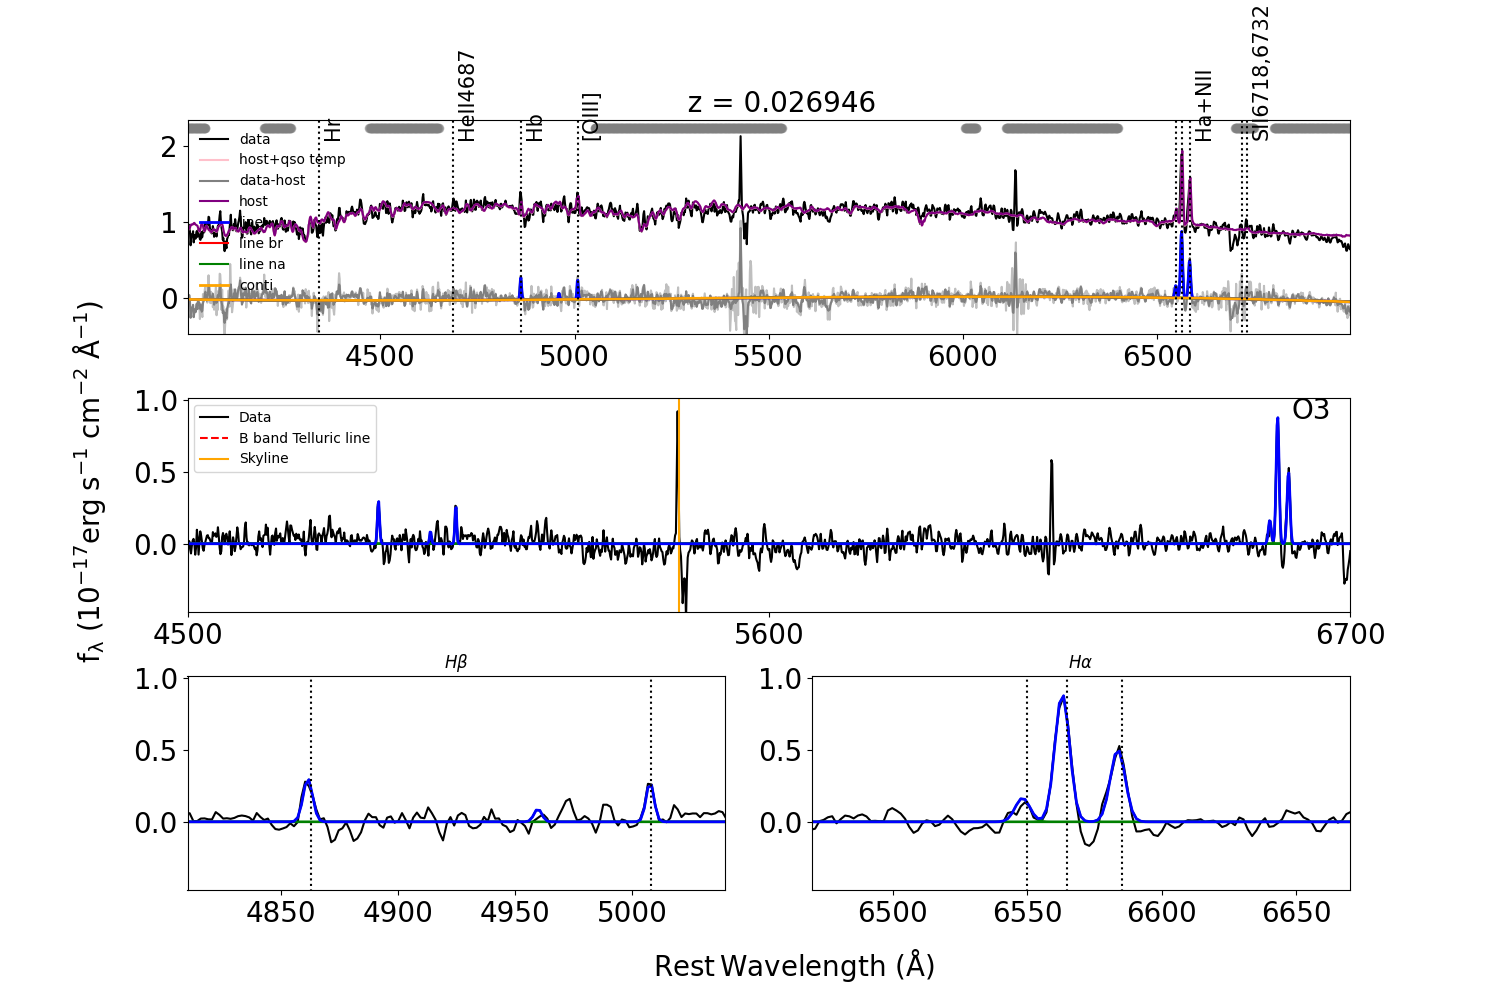 Hr
HeII4687
Hb
[OIII]
Ha+NII
SII6718,6732
z = 0.026946
data
host+qso temp
data-host
host
line
line br
line na
conti
2
1
0
4500 5000 5500 6000 6500
fλ (10⁻¹⁷erg s⁻¹ cm⁻² Å⁻¹)
O3
Data
B band Telluric line
Skyline
1.0
0.5
0.0
4500 5600 6700
Hβ
1.0
0.5
0.0
4850 4900 4950 5000
Hα
1.0
0.5
0.0
6500 6550 6600 6650
Rest Wavelength (Å)